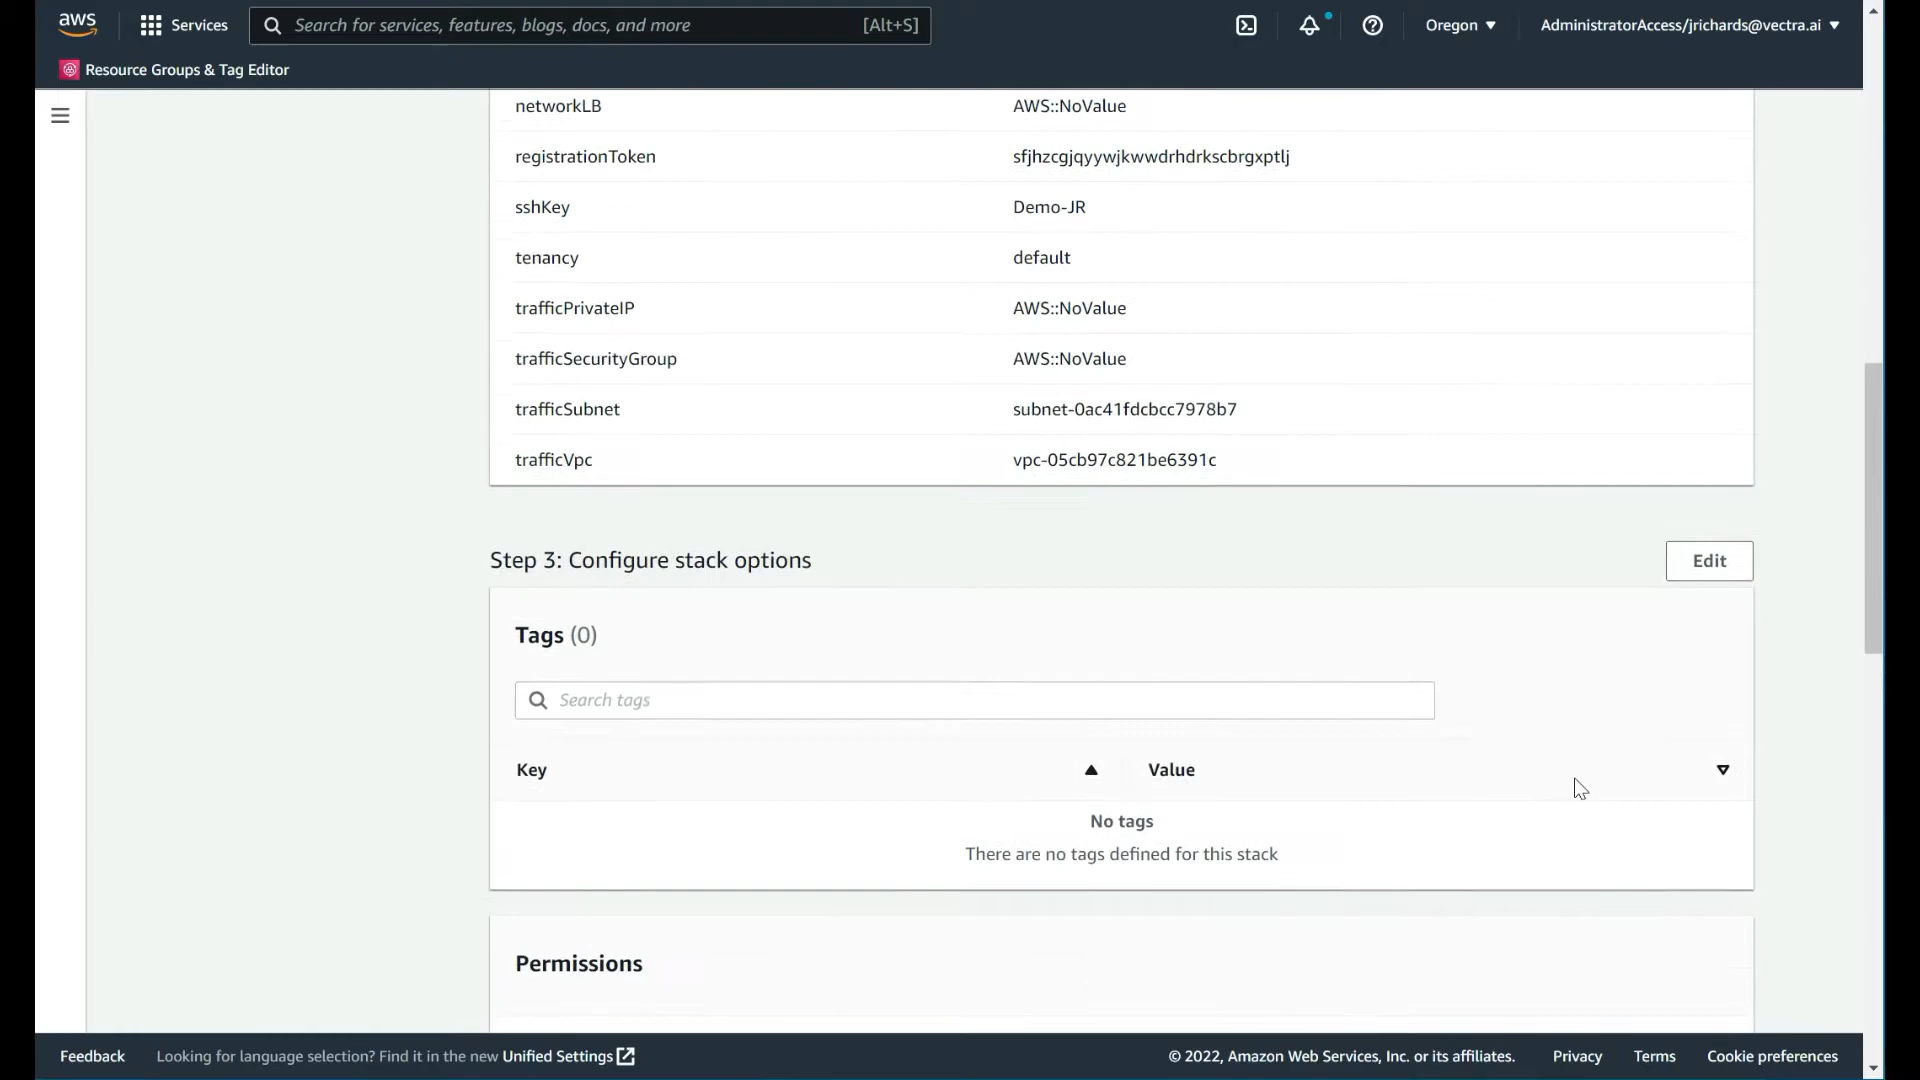 aws
Services
Search for services, features, blogs, docs, and more
[Alt+S]
Oregon
AdministratorAccess/jrichards@vectra.ai
Resource Groups & Tag Editor
networkLB AWS::NoValue
registrationToken sfjhzcgjqyywjkwwdrhdrkscbrgxptlj
sshKey Demo-JR
tenancy default
trafficPrivateIP AWS::NoValue
trafficSecurityGroup AWS::NoValue
trafficSubnet subnet-0ac41fdcbcc7978b7
trafficVpc vpc-05cb97c821be6391c
Step 3: Configure stack options
Edit
Tags (0)
Search tags
Key Value
No tags
There are no tags defined for this stack
Permissions
Feedback Looking for language selection? Find it in the new Unified Settings © 2022, Amazon Web Services, Inc. or its affiliates. Privacy Terms Cookie preferences